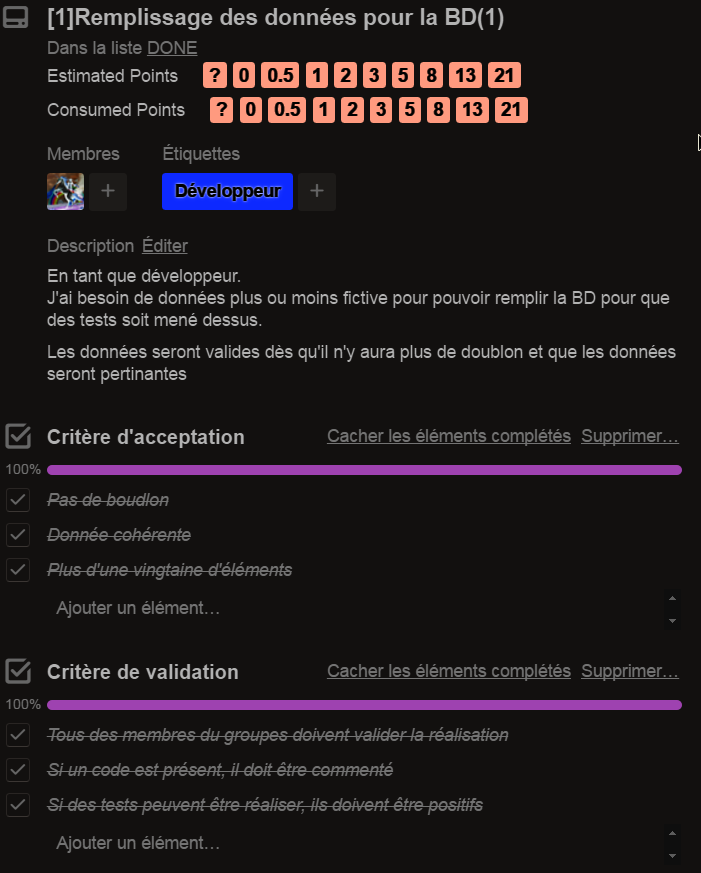 [1]Remplissage des données pour la BD(1)
Dans la liste DONE
Estimated Points ? 0 0.5 1 2 3 5 8 13 21
Consumed Points ? 0 0.5 1 2 3 5 8 13 21
Membres Étiquettes
+ Développeur +
Description Éditer
En tant que développeur.
J'ai besoin de données plus ou moins fictive pour pouvoir remplir la BD pour que
des tests soit mené dessus.
Les données seront valides dès qu'il n'y aura plus de doublon et que les données
seront pertinantes
Critère d'acceptation Cacher les éléments complétés Supprimer…
100%
Pas de boudlon
Donnée cohérente
Plus d'une vingtaine d'éléments
Ajouter un élément…
Critère de validation Cacher les éléments complétés Supprimer…
100%
Tous des membres du groupes doivent valider la réalisation
Si un code est présent, il doit être commenté
Si des tests peuvent être réaliser, ils doivent être positifs
Ajouter un élément…